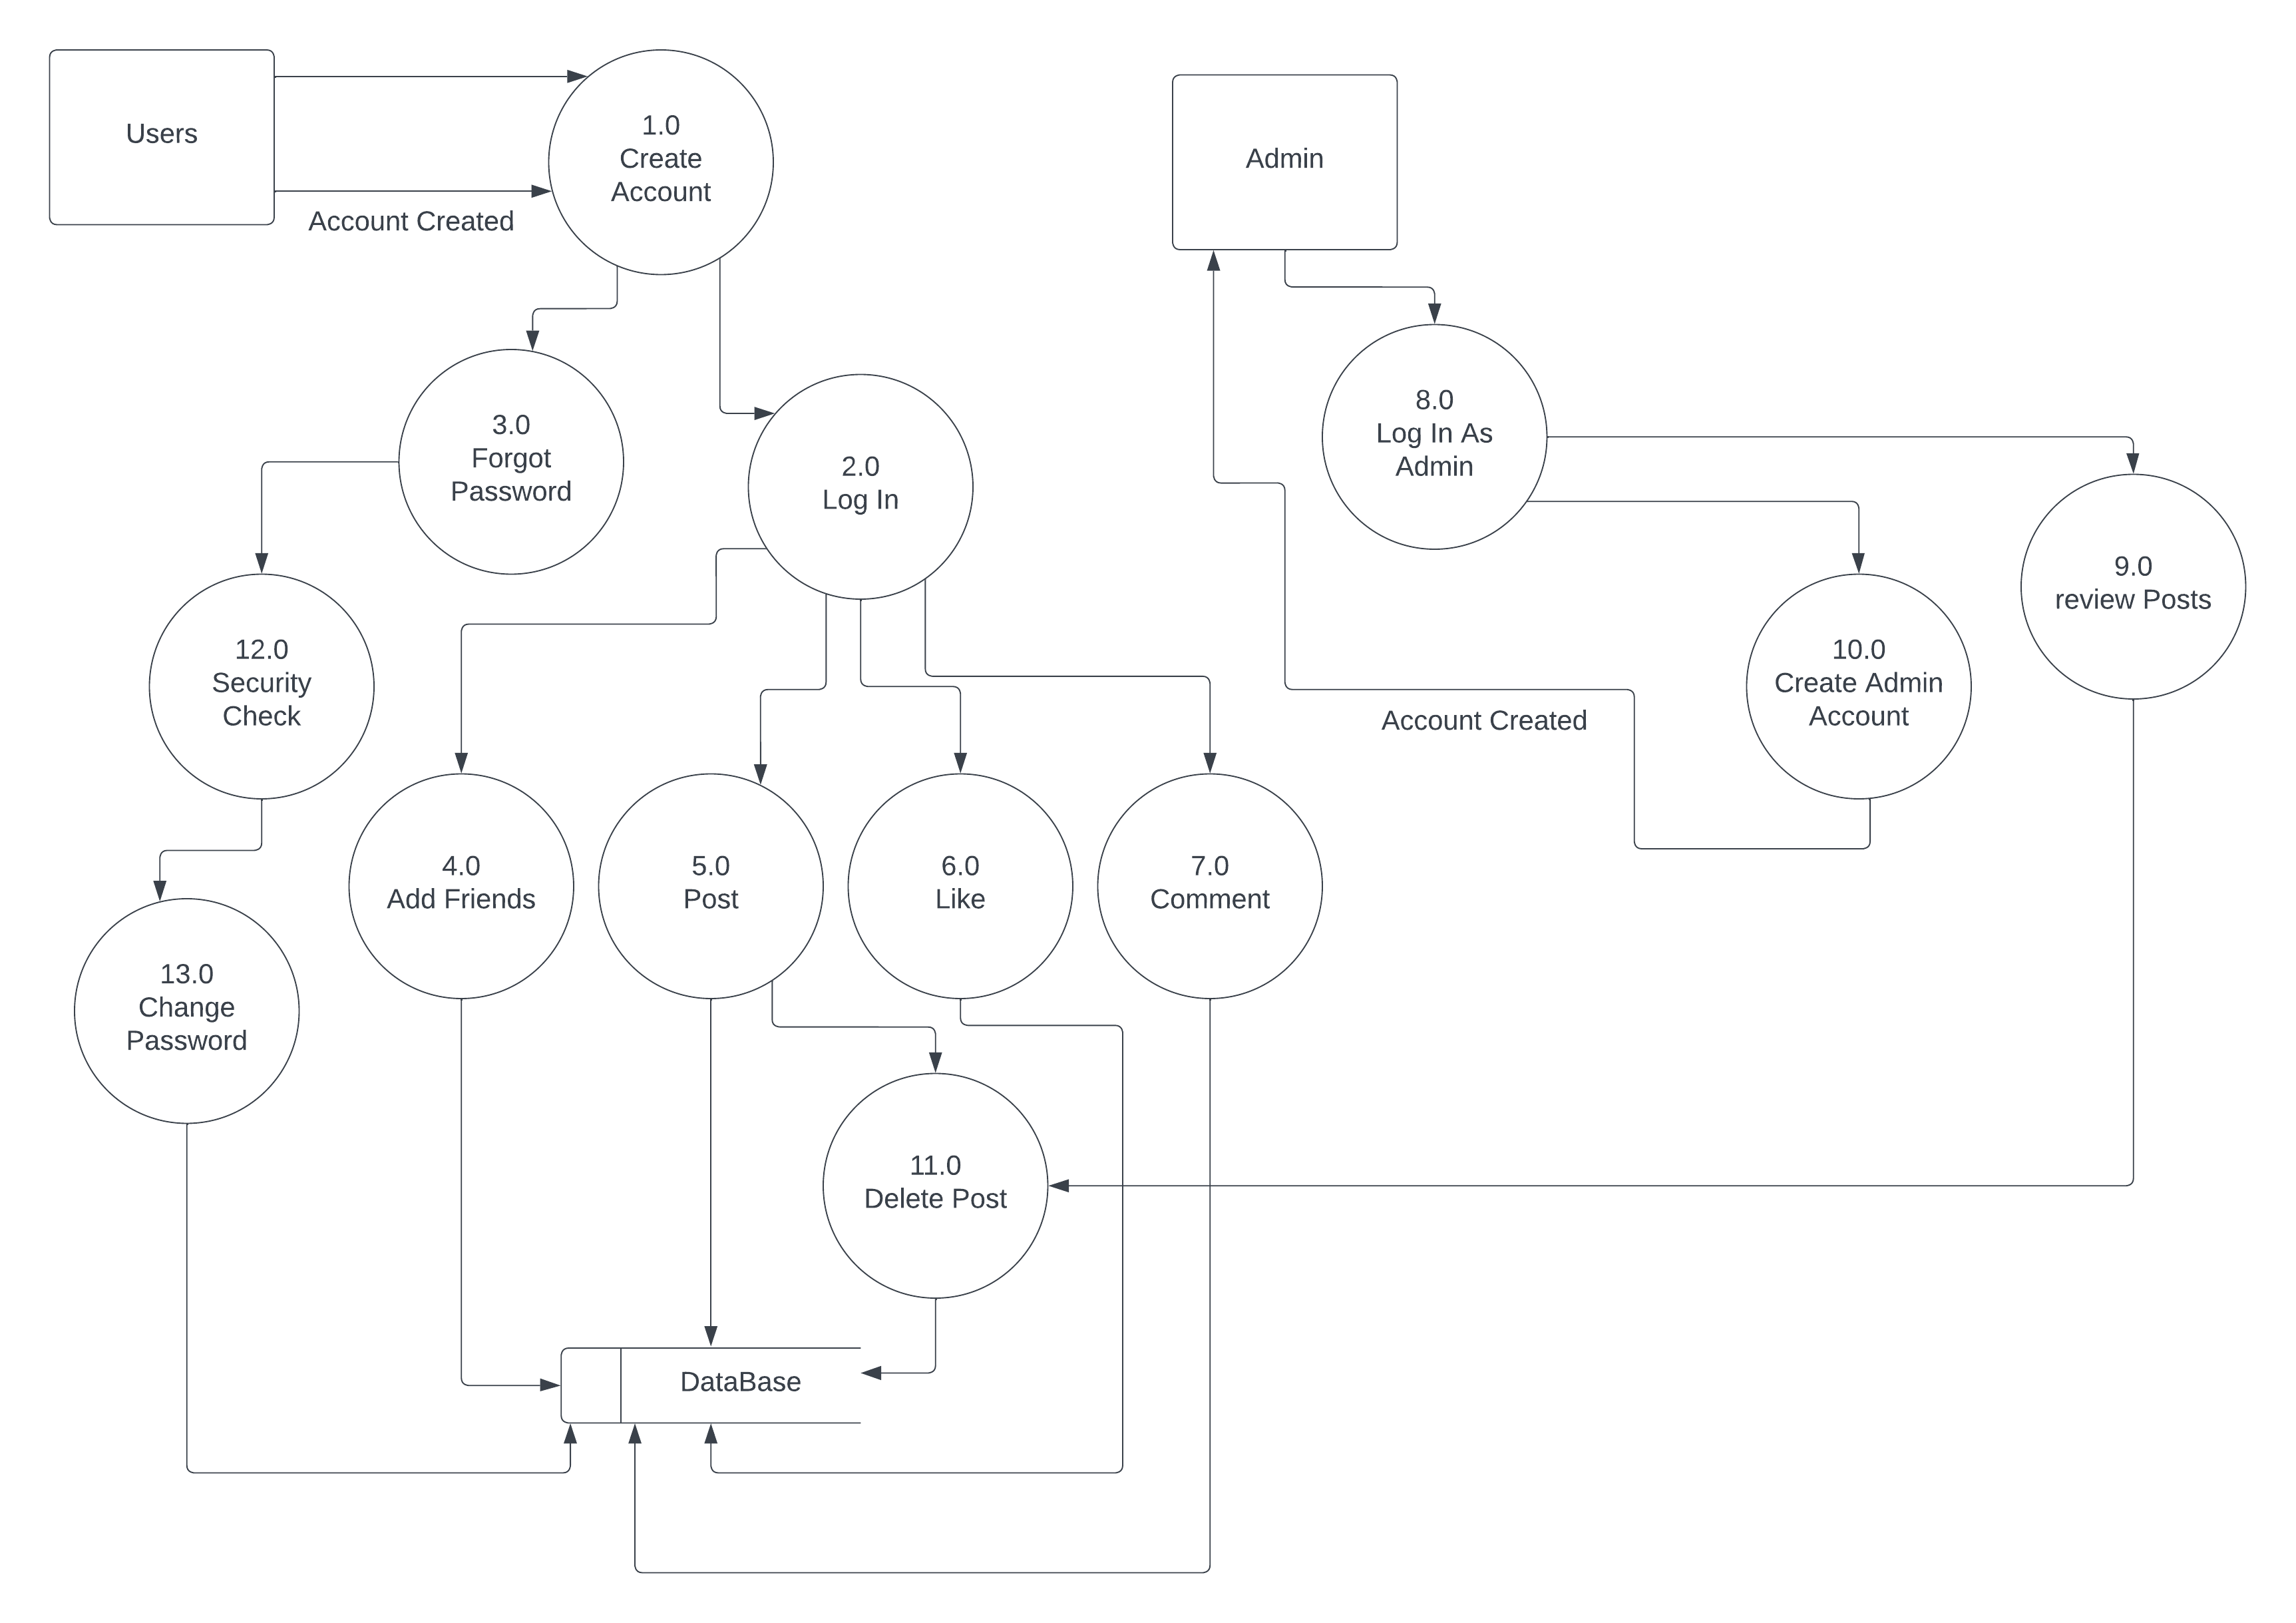 Users
1.0
Create
Account
Account Created
Admin
3.0
Forgot
Password
2.0
Log In
8.0
Log In As
Admin
9.0
review Posts
12.0
Security
Check
10.0
Create Admin
Account
Account Created
4.0
Add Friends
5.0
Post
6.0
Like
7.0
Comment
13.0
Change
Password
11.0
Delete Post
DataBase